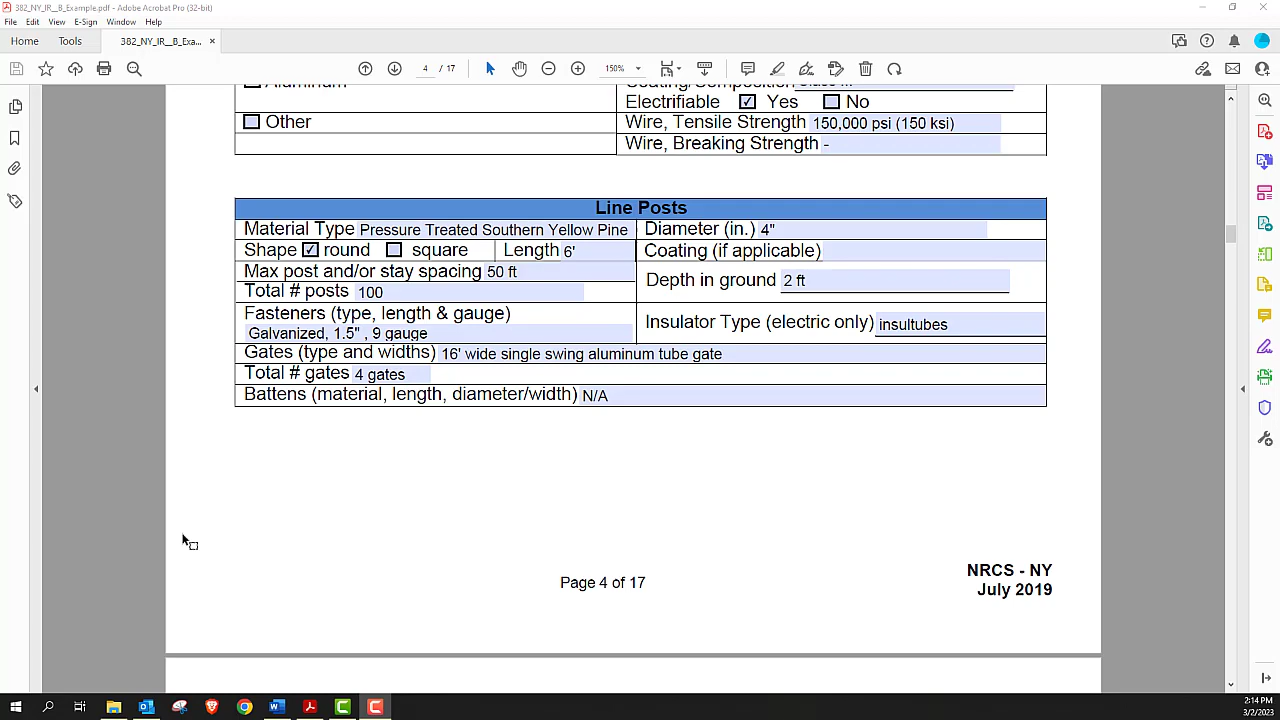 382_NY_IR__B_Example.pdf - Adobe Acrobat Pro (32-bit)
File Edit View E-Sign Window Help
Home Tools 382_NY_IR__B_Exa... ×
4 / 17 150%
Aluminum
Electrifiable Yes No
Other Wire, Tensile Strength 150,000 psi (150 ksi)
Wire, Breaking Strength -
Line Posts
Material Type Pressure Treated Southern Yellow Pine Diameter (in.) 4"
Shape round square Length 6' Coating (if applicable)
Max post and/or stay spacing 50 ft
Depth in ground 2 ft
Total # posts 100
Fasteners (type, length & gauge)
Insulator Type (electric only) insultubes
Galvanized, 1.5" , 9 gauge
Gates (type and widths) 16' wide single swing aluminum tube gate
Total # gates 4 gates
Battens (material, length, diameter/width) N/A
NRCS - NY
Page 4 of 17
July 2019
2:14 PM
3/2/2023